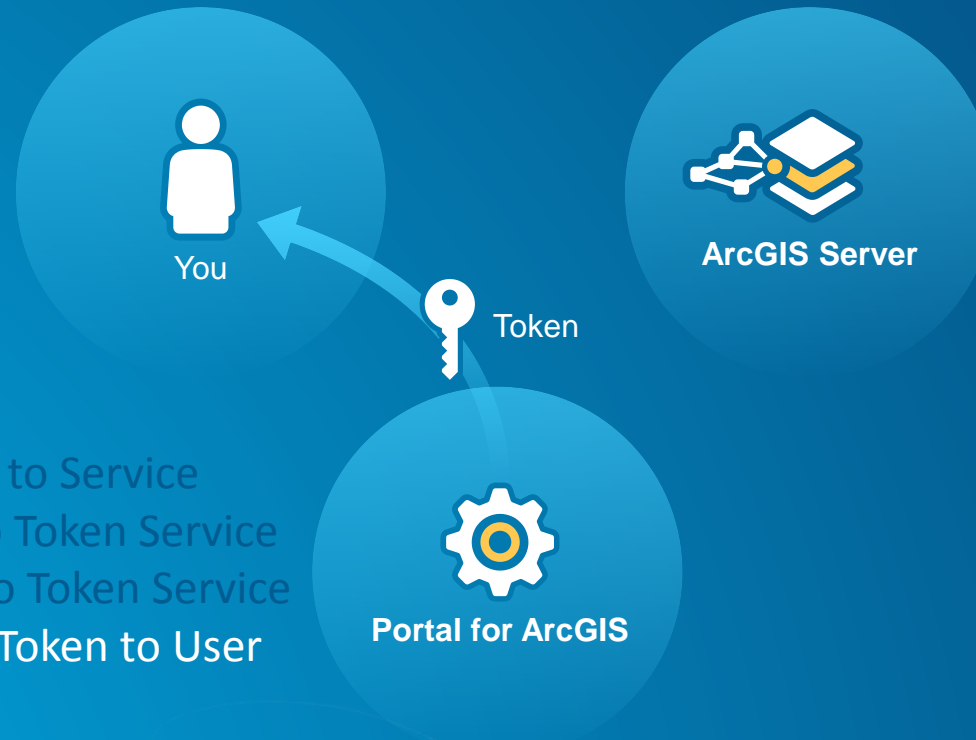 You
ArcGIS Server
Token
to Service
Token Service
Token Service
Token to User
Portal for ArcGIS